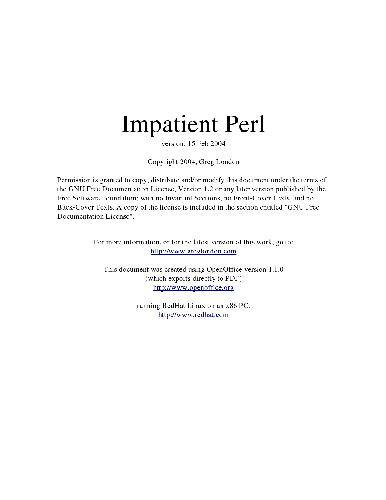 Impatient Perl
version: 15 Feb 2004
Copyright 2004, Greg London
Permission is granted to copy, distribute and/or modify this document under the terms of
the GNU Free Documentation License, Version 1.2 or any later version published by the
Free Software Foundation; with no Invariant Sections, no Front-Cover Texts, and no
Back-Cover Texts. A copy of the license is included in the section entitled "GNU Free
Documentation License".
For more information, or for the latest version of this work, go to:
http://www.greglondon.com
This document was created using OpenOffice version 1.1.0
(which exports directly to PDF)
http://www.openoffice.org
running RedHat Linux on an x86 PC.
http://www.redhat.com